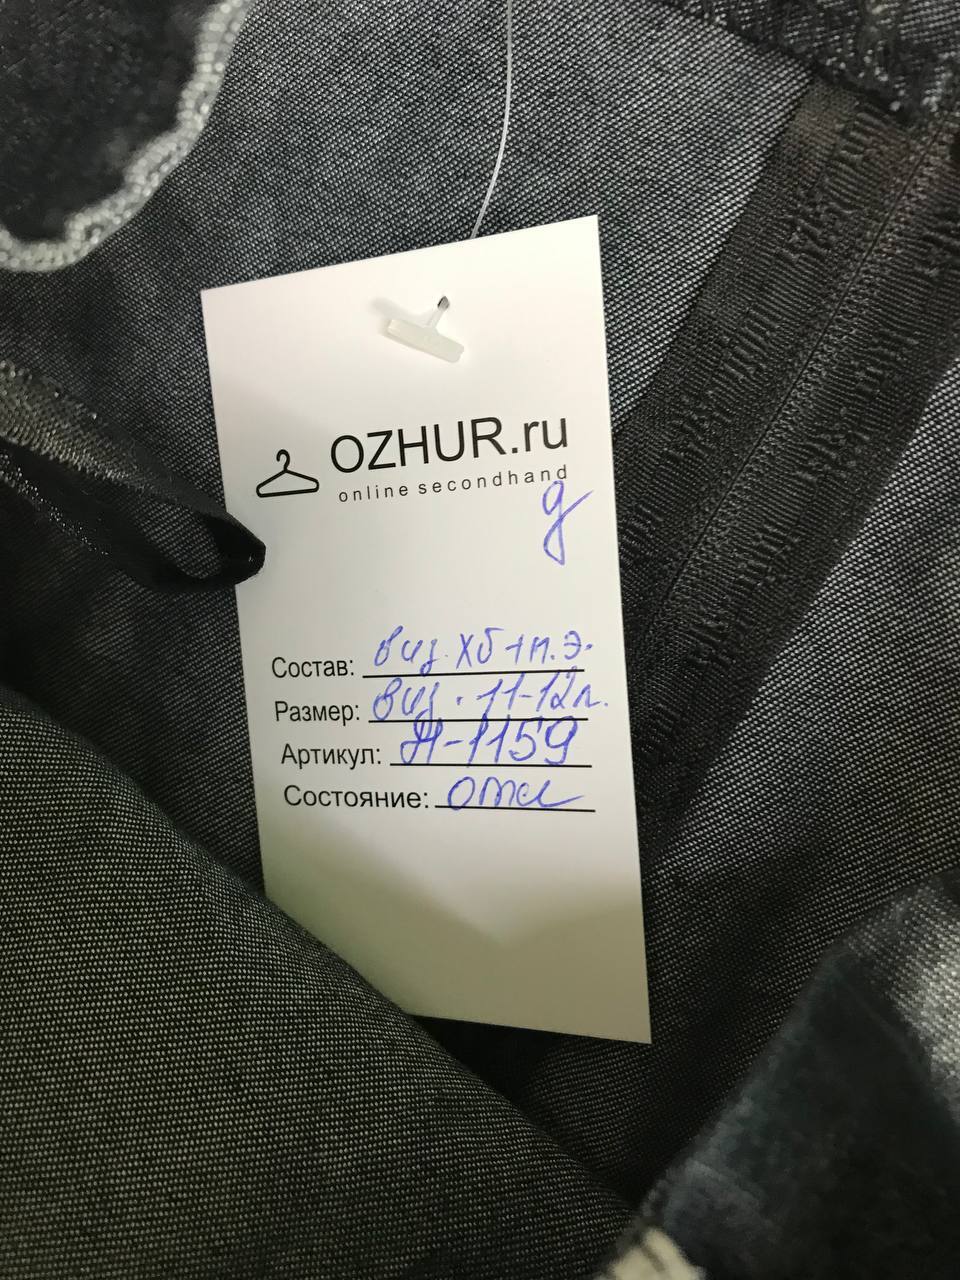 OZHUR.ru
online secondhand
g
Состав: виз. хб+п.э.
Размер: виз. 11-12л.
Артикул: Я-1159
Состояние: отл